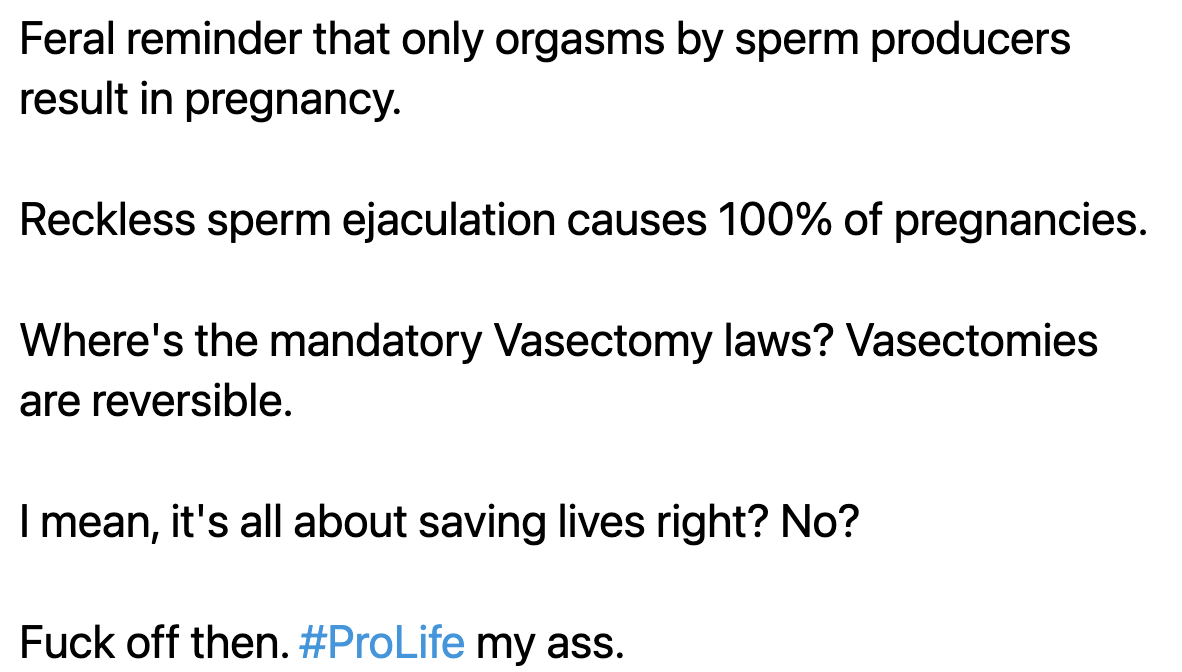 Feral reminder that only orgasms by sperm producers
result in pregnancy.
Reckless sperm ejaculation causes 100% of pregnancies.
Where's the mandatory Vasectomy laws? Vasectomies
are reversible.
I mean, it's all about saving lives right? No?
Fuck off then. #ProLife my ass.